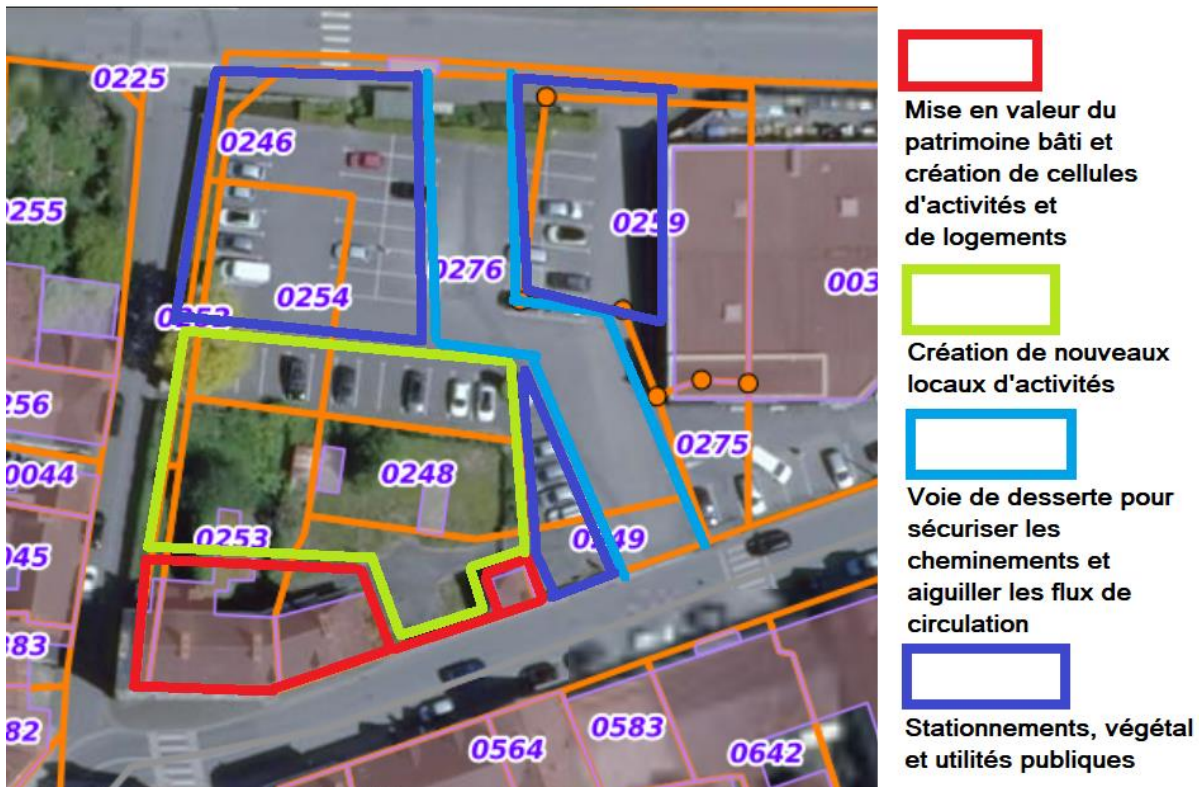 0225
0246
0255
0259
0276
003
0254
0252
256
0275
0044
0248
0253
0249
045
383
0583
82
0564
0642
Mise en valeur du
patrimoine bâti et
création de cellules
d'activités et
de logements
Création de nouveaux
locaux d'activités
Voie de desserte pour
sécuriser les
cheminements et
aiguiller les flux de
circulation
Stationnements, végétal
et utilités publiques